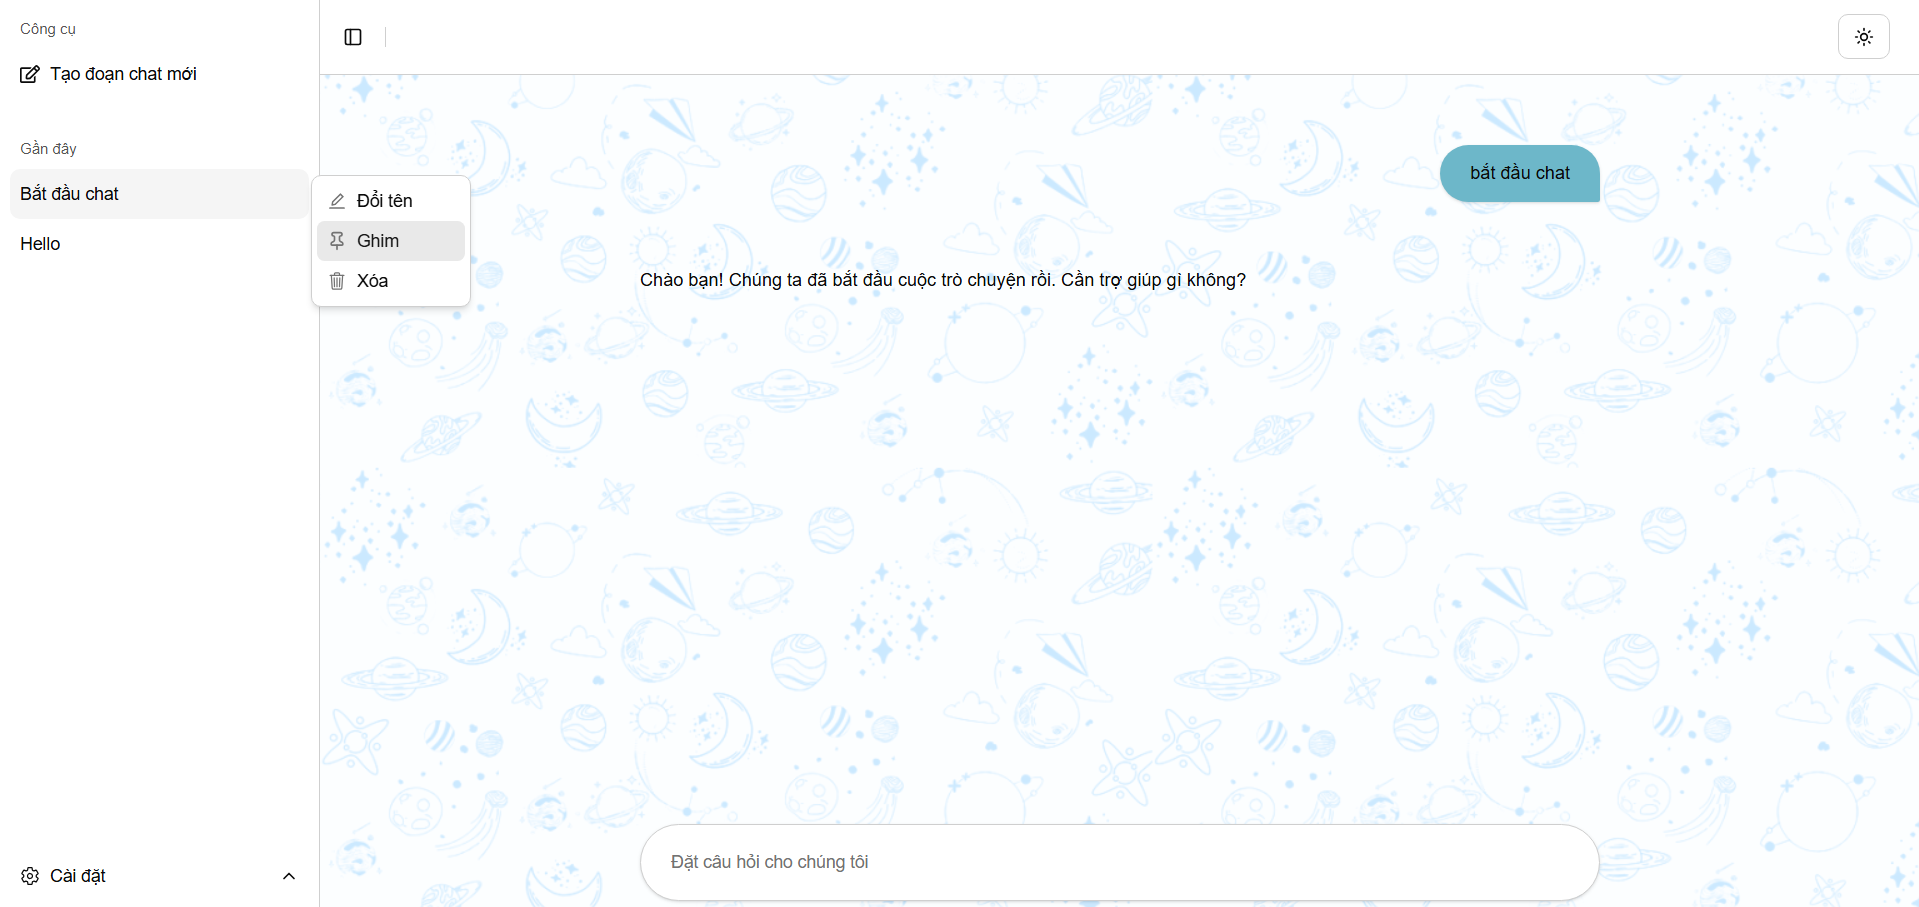 Công cụ
Tạo đoạn chat mới
Gần đây
Bắt đầu chat
Hello
Đổi tên
Ghim
Xóa
bắt đầu chat
Chào bạn! Chúng ta đã bắt đầu cuộc trò chuyện rồi. Cần trợ giúp gì không?
Đặt câu hỏi cho chúng tôi
Cài đặt